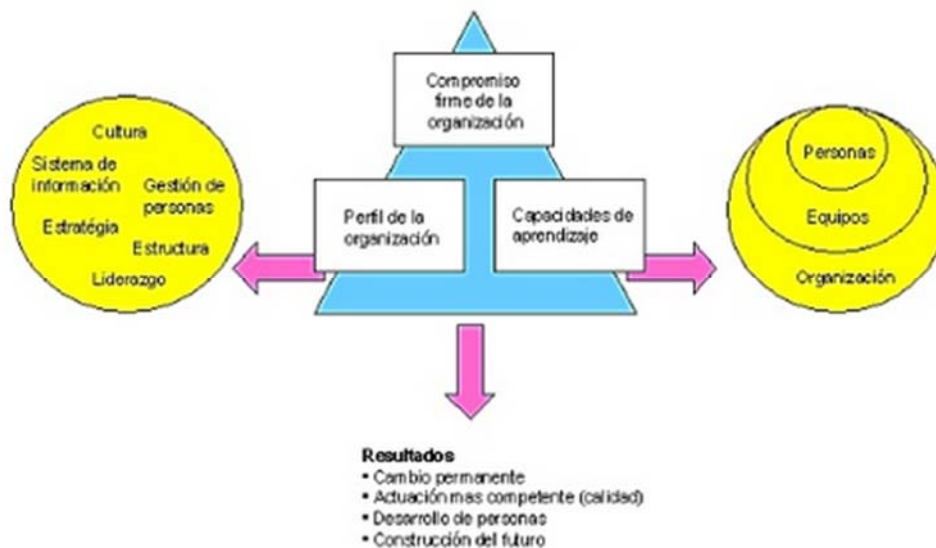 Compromiso
firme de la
organización
Cultura
Sistema de
información
Gestión de
personas
Estratégia
Estructura
Liderazgo
Perfil de la
organización
Capacidades de
aprendizaje
Personas
Equipos
Organización
Resultados
• Cambio permanente
• Actuación mas competente (calidad)
• Desarrollo de personas
• Construcción del futuro